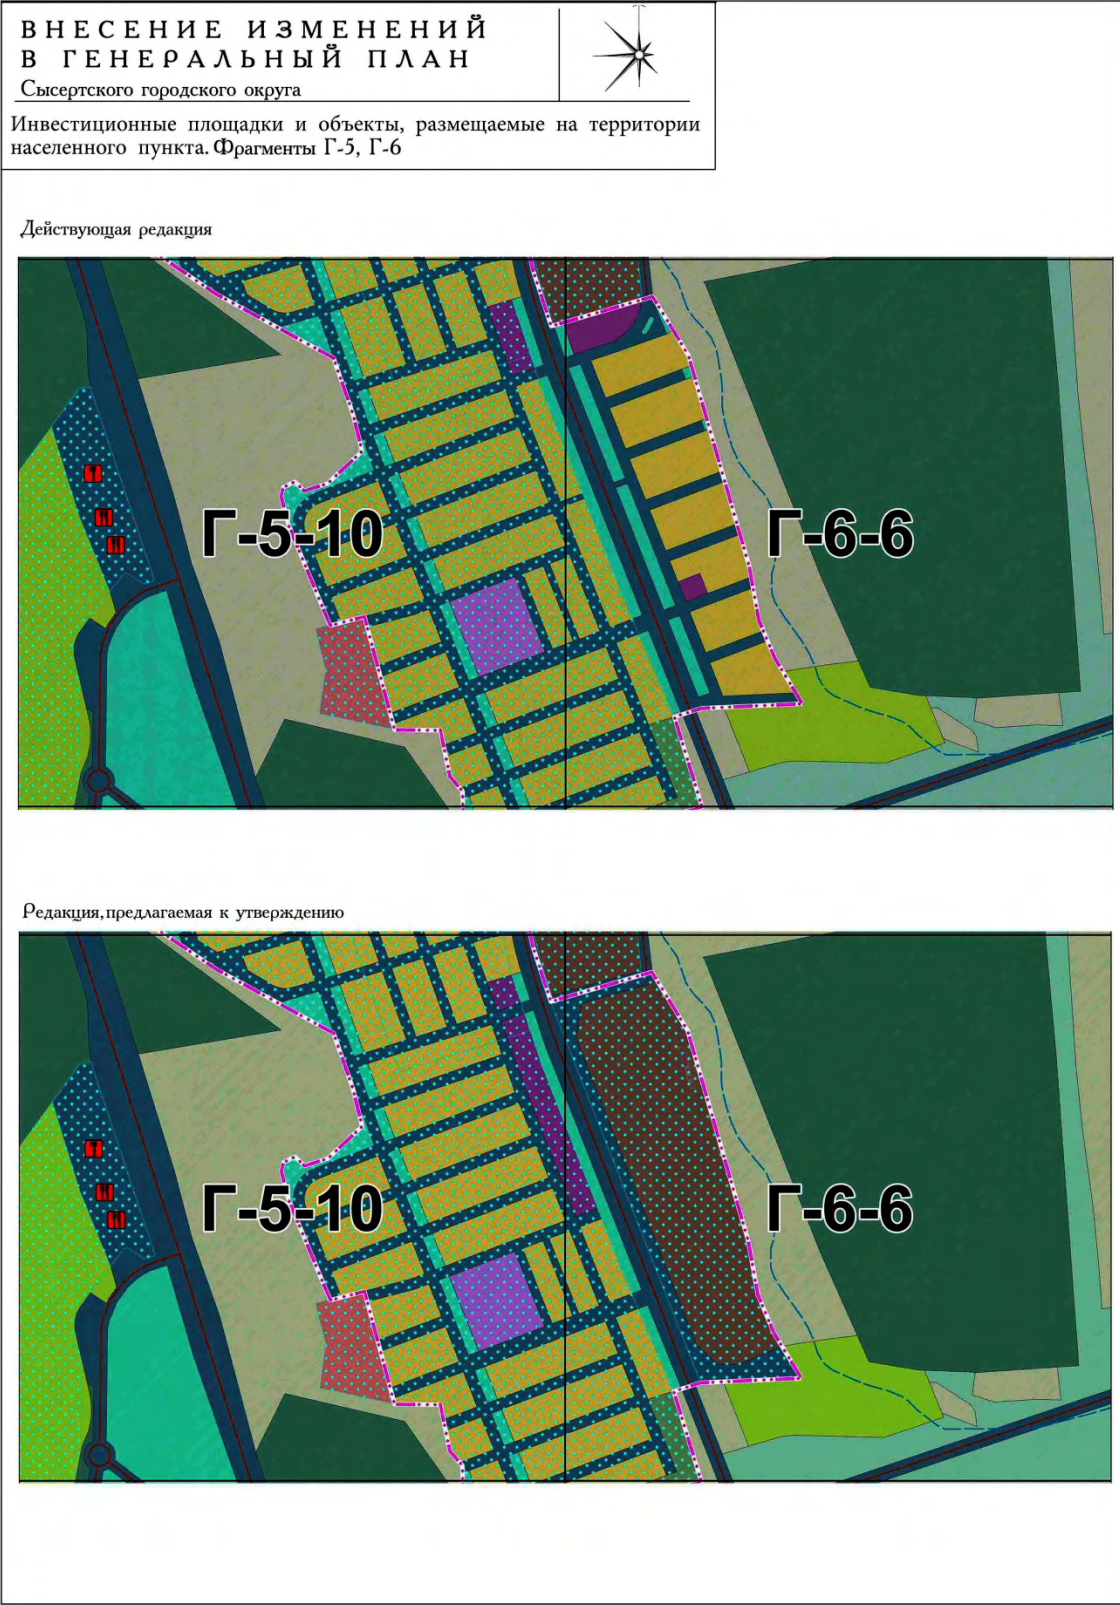 ВНЕСЕНИЕ ИЗМЕНЕНИЙ
В ГЕНЕРАЛЬНЫЙ ПЛАН
Сысертского городского округа
Инвестиционные площадки и объекты, размещаемые на территории
населенного пункта. Фрагменты Г-5, Г-6
Действующая редакция
Г-5-10
Г-6-6
Редакция, предлагаемая к утверждению
Г-5-10
Г-6-6